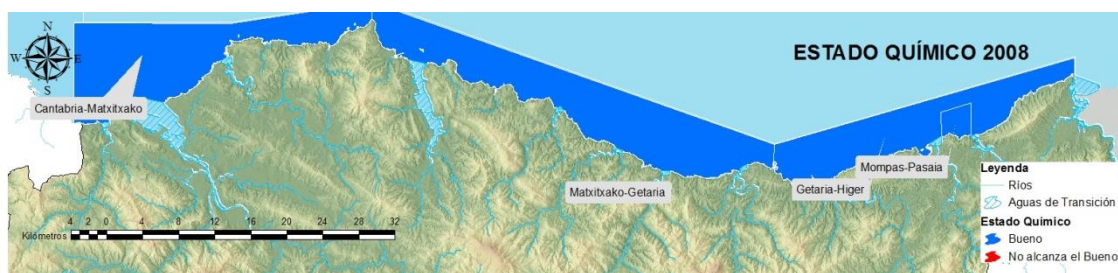 N
W
E
S
ESTADO QUÍMICO 2008
Cantabria-Matxitxako
Mompas-Pasaia
Matxitxako-Getaria
Getaria-Higer
Leyenda
Ríos
Aguas de Transición
Estado Químico
Bueno
No alcanza el Bueno
4 2 0 4 8 12 16 20 24 28 32
Kilómetros